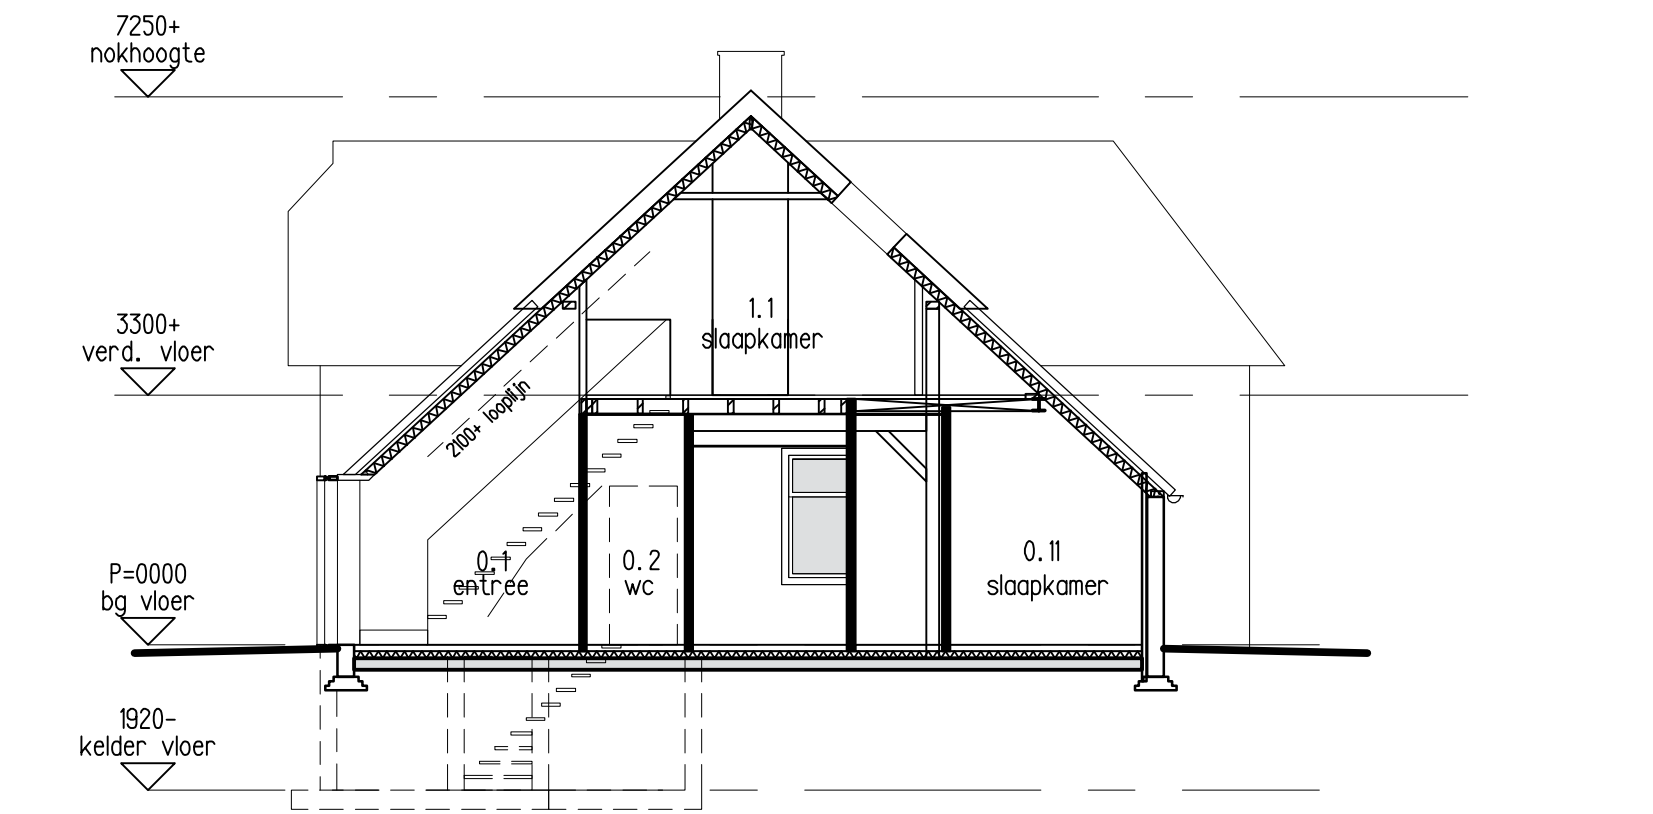 7250+
nokhoogte
3300+
verd. vloer
1.1
slaapkamer
2100+ looplijn
0.1
entree
0.2
wc
0.11
slaapkamer
P=0000
bg vloer
1920-
kelder vloer